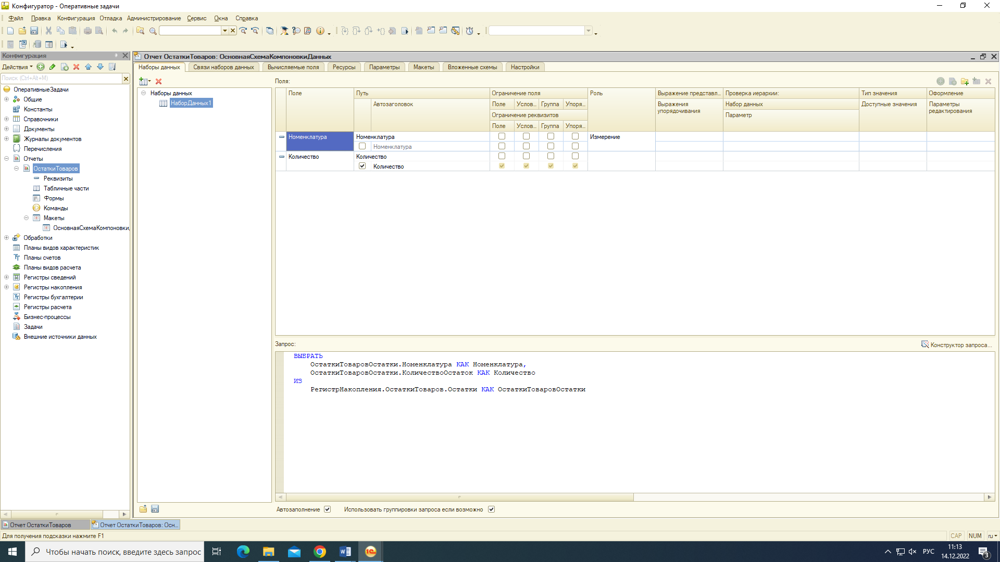 Конфигуратор - Оперативные задачи
Файл Правка Конфигурация Отладка Администрирование Сервис Окна Справка
Конфигурация
Действия
Поиск (Ctrl+Alt+M)
ОперативныеЗадачи
Общие
Константы
Справочники
Документы
Журналы документов
Перечисления
Отчеты
ОстаткиТоваров
Реквизиты
Табличные части
Формы
Команды
Макеты
ОсновнаяСхемаКомпоновки
Обработки
Планы видов характеристик
Планы счетов
Планы видов расчета
Регистры сведений
Регистры накопления
Регистры бухгалтерии
Регистры расчета
Бизнес-процессы
Задачи
Внешние источники данных
Отчет ОстаткиТоваров: ОсновнаяСхемаКомпоновкиДанных
Наборы данных Связи наборов данных Вычисляемые поля Ресурсы Параметры Макеты Вложенные схемы Настройки
Наборы данных
НаборДанных1
Поля:
Поле Путь Ограничение поля Роль Выражение представл... Проверка иерархии: Тип значения Оформление
Автозаголовок Поле Услов... Группа Упоря... Выражения упорядочивания Набор данных Доступные значения Параметры редактирования
Ограничение реквизитов Параметр
Поле Услов... Группа Упоря...
Номенклатура Номенклатура Измерение
Номенклатура
Количество Количество
Количество
Запрос:
Конструктор запроса...
ВЫБРАТЬ
ОстаткиТоваровОстатки.Номенклатура КАК Номенклатура,
ОстаткиТоваровОстатки.КоличествоОстаток КАК Количество
ИЗ
РегистрНакопления.ОстаткиТоваров.Остатки КАК ОстаткиТоваровОстатки
Автозаполнение Использовать группировки запроса если возможно
Отчет ОстаткиТоваров Отчет ОстаткиТоваров: Осн...
Для получения подсказки нажмите F1
CAP NUM ru
Чтобы начать поиск, введите здесь запрос
РУС
11:13
14.12.2022
3